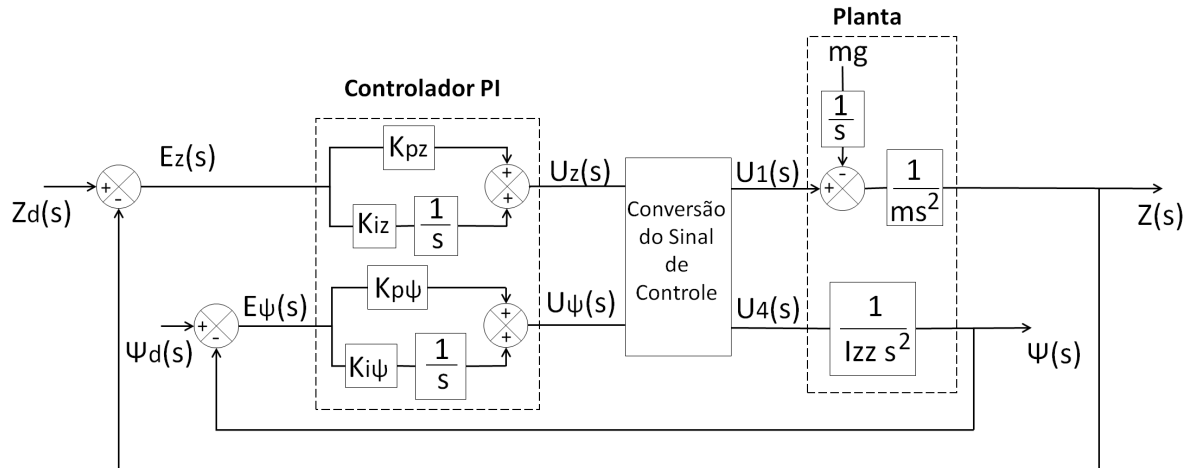 Planta
mg
1
s
Controlador PI
Kpz
Ez(s)
+
-
Zd(s)
Kiz
1
s
+
+
Uz(s)
Conversão
do Sinal
de
Controle
U1(s)
-
+
1
ms²
Z(s)
Kpψ
Eψ(s)
+
-
Ψd(s)
Kiψ
1
s
+
+
Uψ(s)
U4(s)
1
Izz s²
Ψ(s)